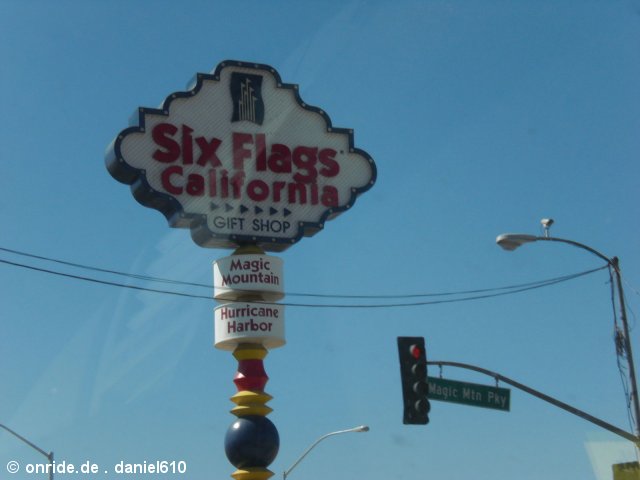 Six Flags
California
GIFT SHOP
Magic
Mountain
Hurricane
Harbor
Magic Mtn Pky
© onride.de . daniel610